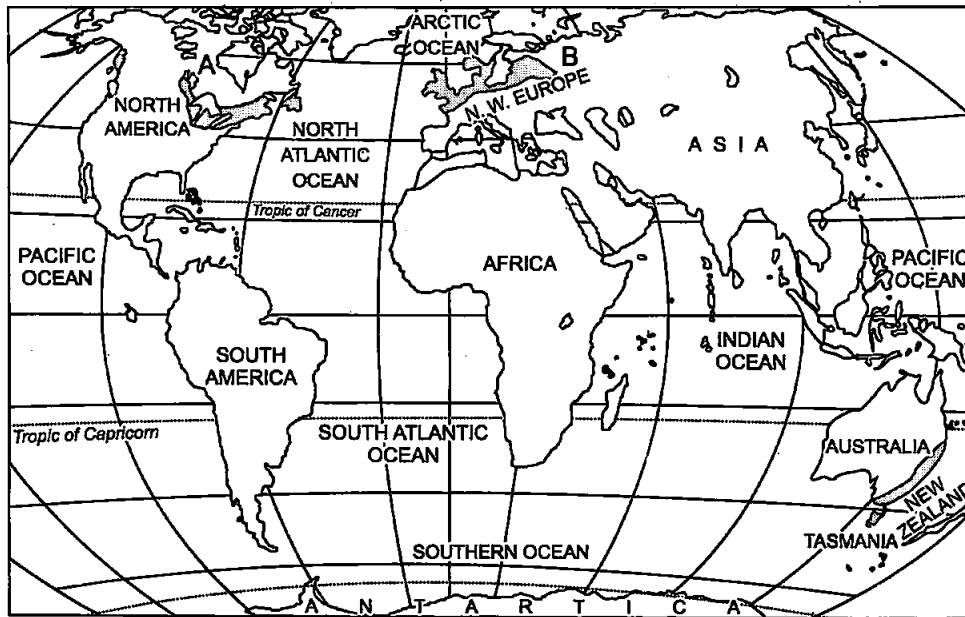 ARCTIC
OCEAN
A
B
NORTH
AMERICA
N.W. EUROPE
NORTH
ATLANTIC
OCEAN
ASIA
Tropic of Cancer
PACIFIC
OCEAN
AFRICA
PACIFIC
OCEAN
SOUTH
AMERICA
INDIAN
OCEAN
Tropic of Capricorn
SOUTH ATLANTIC
OCEAN
AUSTRALIA
NEW
ZEALAND
TASMANIA
SOUTHERN OCEAN
ANTARTICA